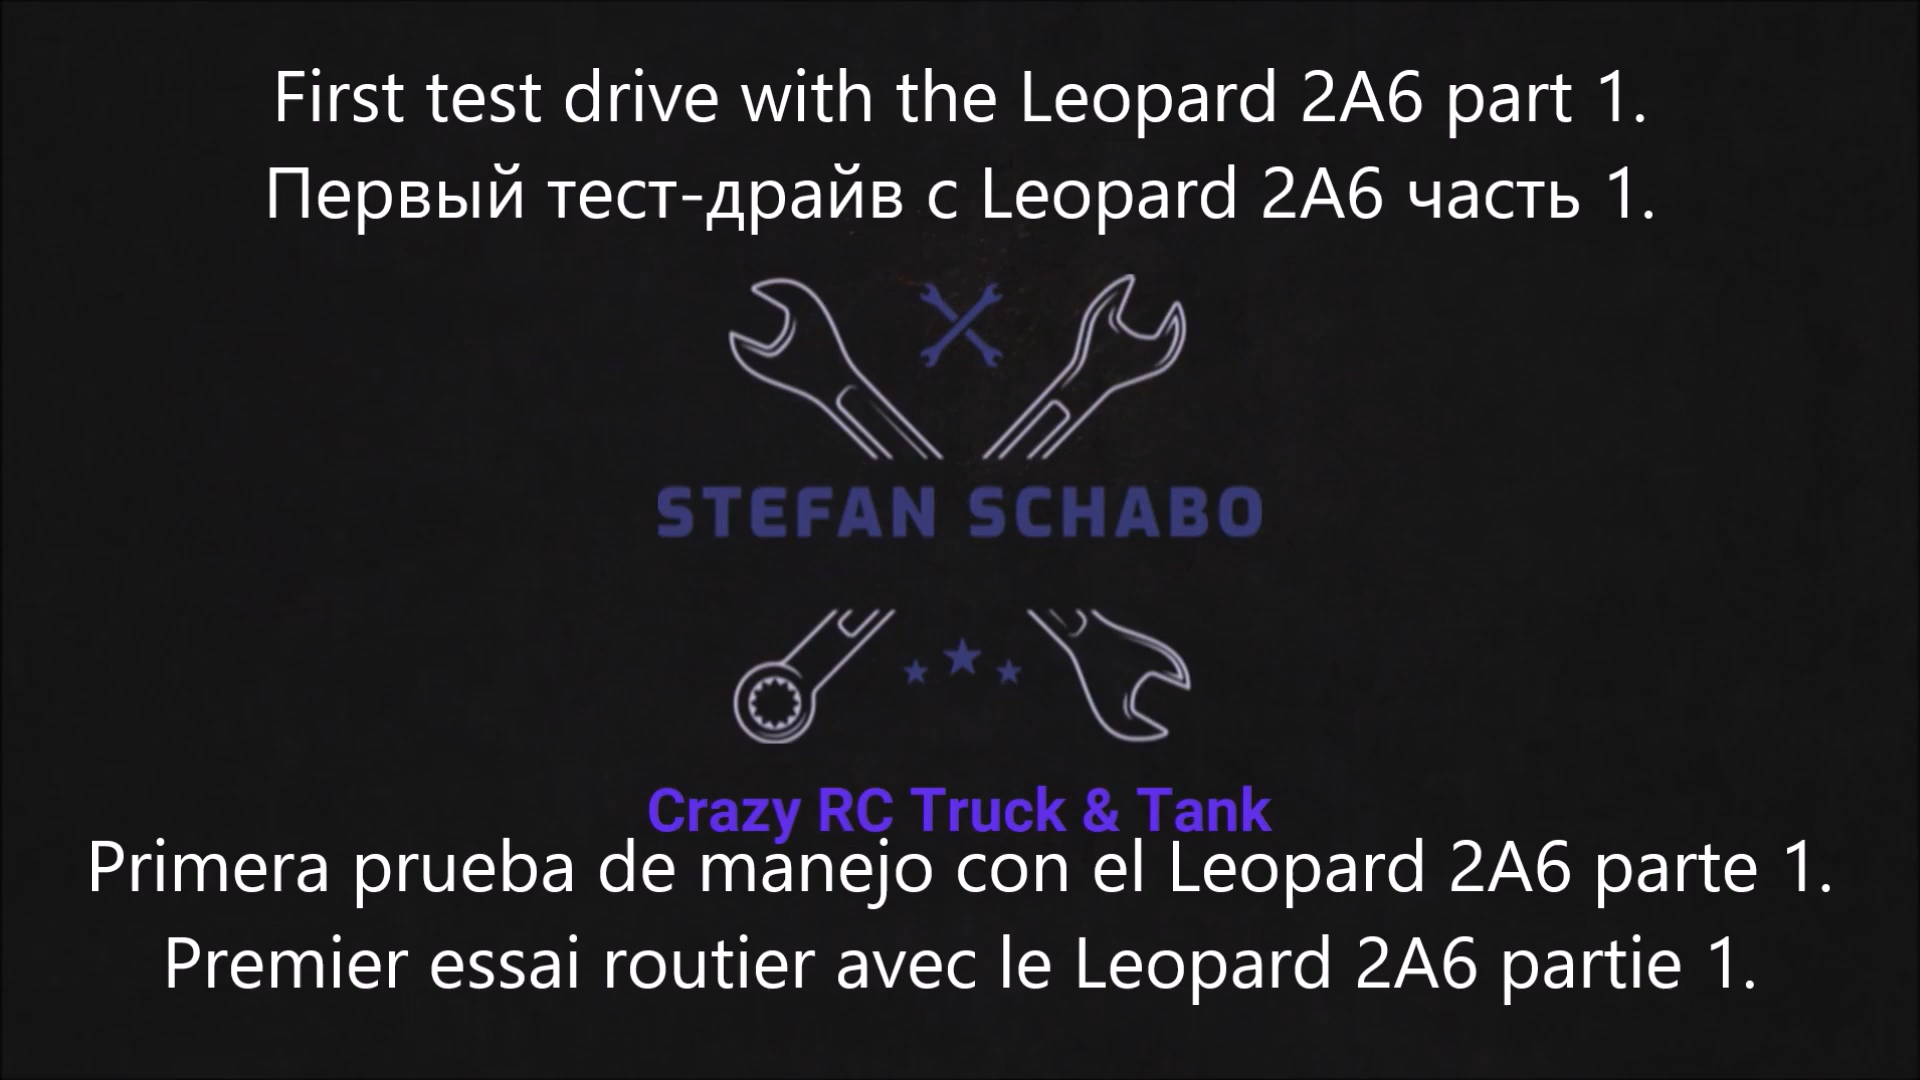 First test drive with the Leopard 2A6 part 1.
Первый тест-драйв с Leopard 2A6 часть 1.
STEFAN SCHABO
Crazy RC Truck & Tank
Primera prueba de manejo con el Leopard 2A6 parte 1.
Premier essai routier avec le Leopard 2A6 partie 1.